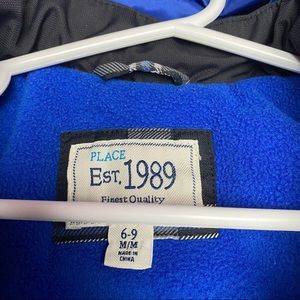 PLACE
EST. 1989
Finest Quality
6-9
M/M
MADE IN
CHINA